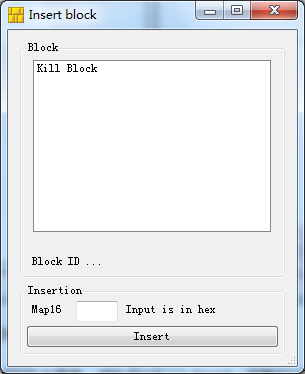 Insert block
Block
Kill Block
Block ID ...
Insertion
Map16 Input is in hex
Insert